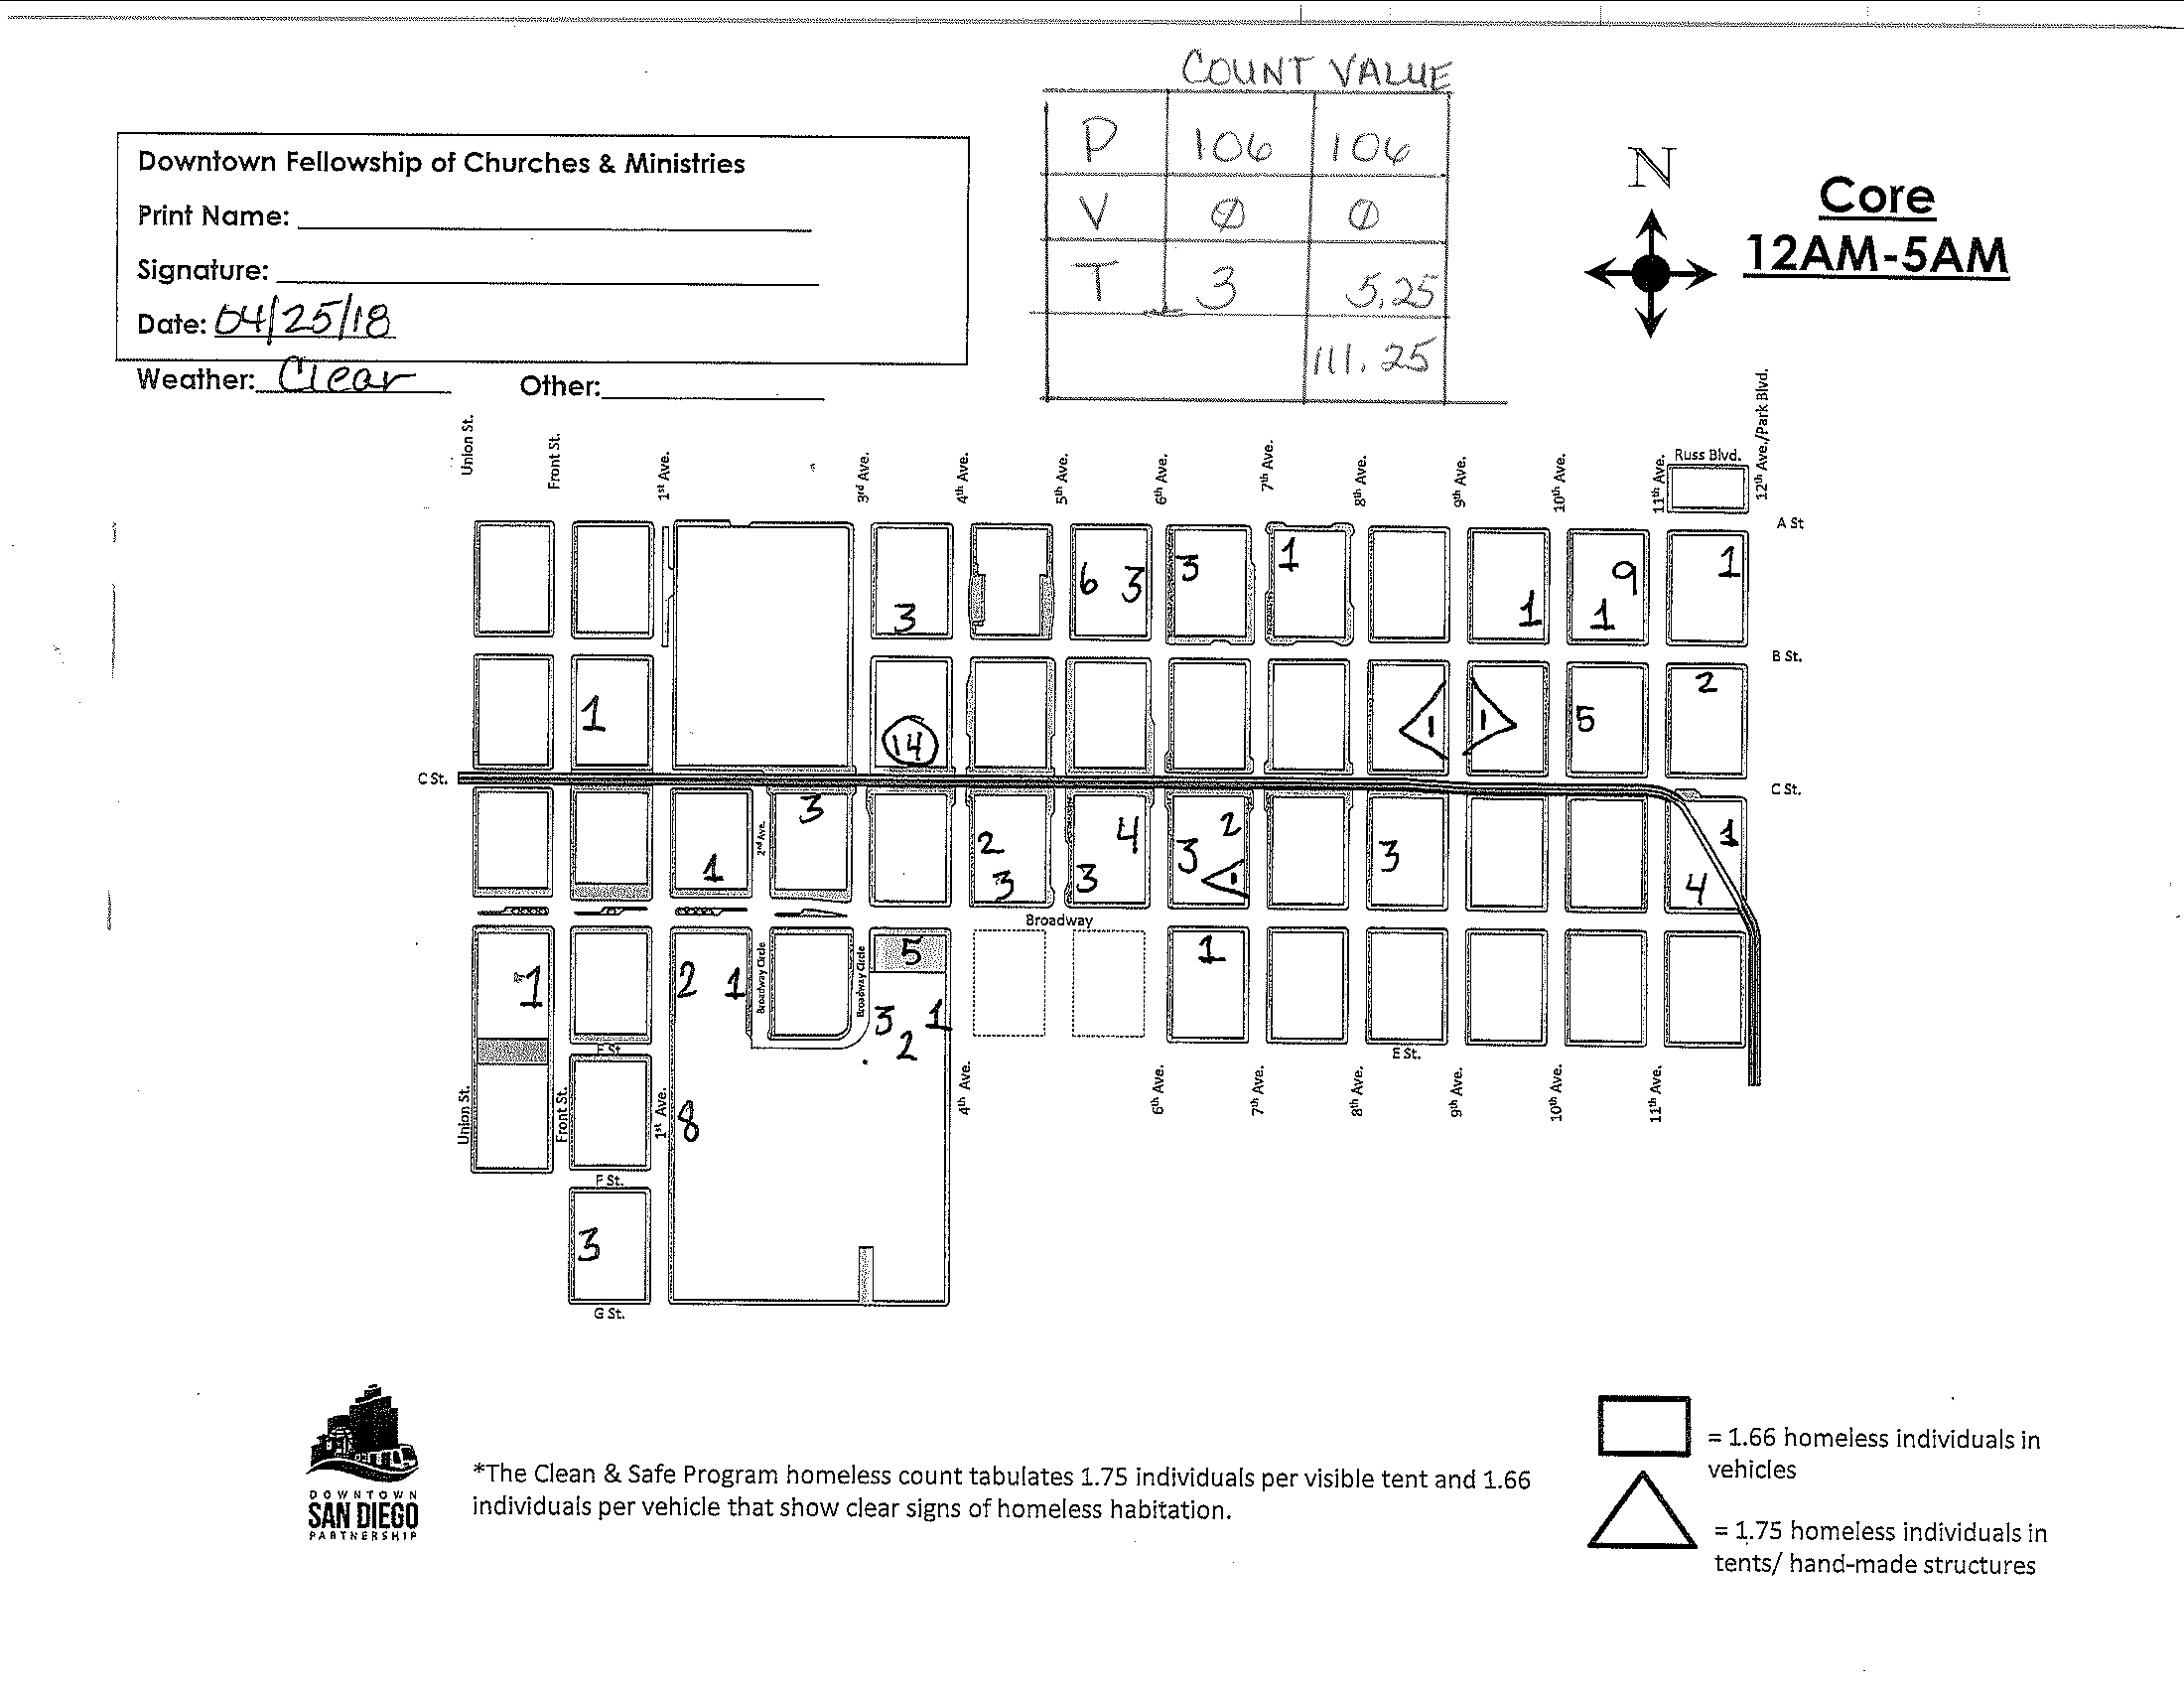 COUNT VALUE
P 106 106
V Ø Ø
T 3 5.25
111.25
Downtown Fellowship of Churches & Ministries
Print Name:
Signature:
Date: 04/25/18
Weather: Clear Other:
N
Core
12AM-5AM
Union St.
Front St.
1st Ave.
3rd Ave.
4th Ave.
5th Ave.
6th Ave.
7th Ave.
8th Ave.
9th Ave.
10th Ave.
11th Ave.
Russ Blvd.
12th Ave./Park Blvd.
A St
3 6 3 3 1 1 1 9 1
B St.
1 14 1 1 5 2
C St.
C St.
3 2nd Ave. 1 2 3 4 3 3 2 1 3 1 4
Broadway
1 2 1 Broadway Circle Broadway Circle 5 3 1 2 1
E St.
E St.
Union St.
Front St.
1st Ave.
8
4th Ave.
6th Ave.
7th Ave.
8th Ave.
9th Ave.
10th Ave.
11th Ave.
F St.
3
G St.
DOWNTOWN
SAN DIEGO
PARTNERSHIP
*The Clean & Safe Program homeless count tabulates 1.75 individuals per visible tent and 1.66
individuals per vehicle that show clear signs of homeless habitation.
= 1.66 homeless individuals in
vehicles
= 1.75 homeless individuals in
tents/ hand-made structures